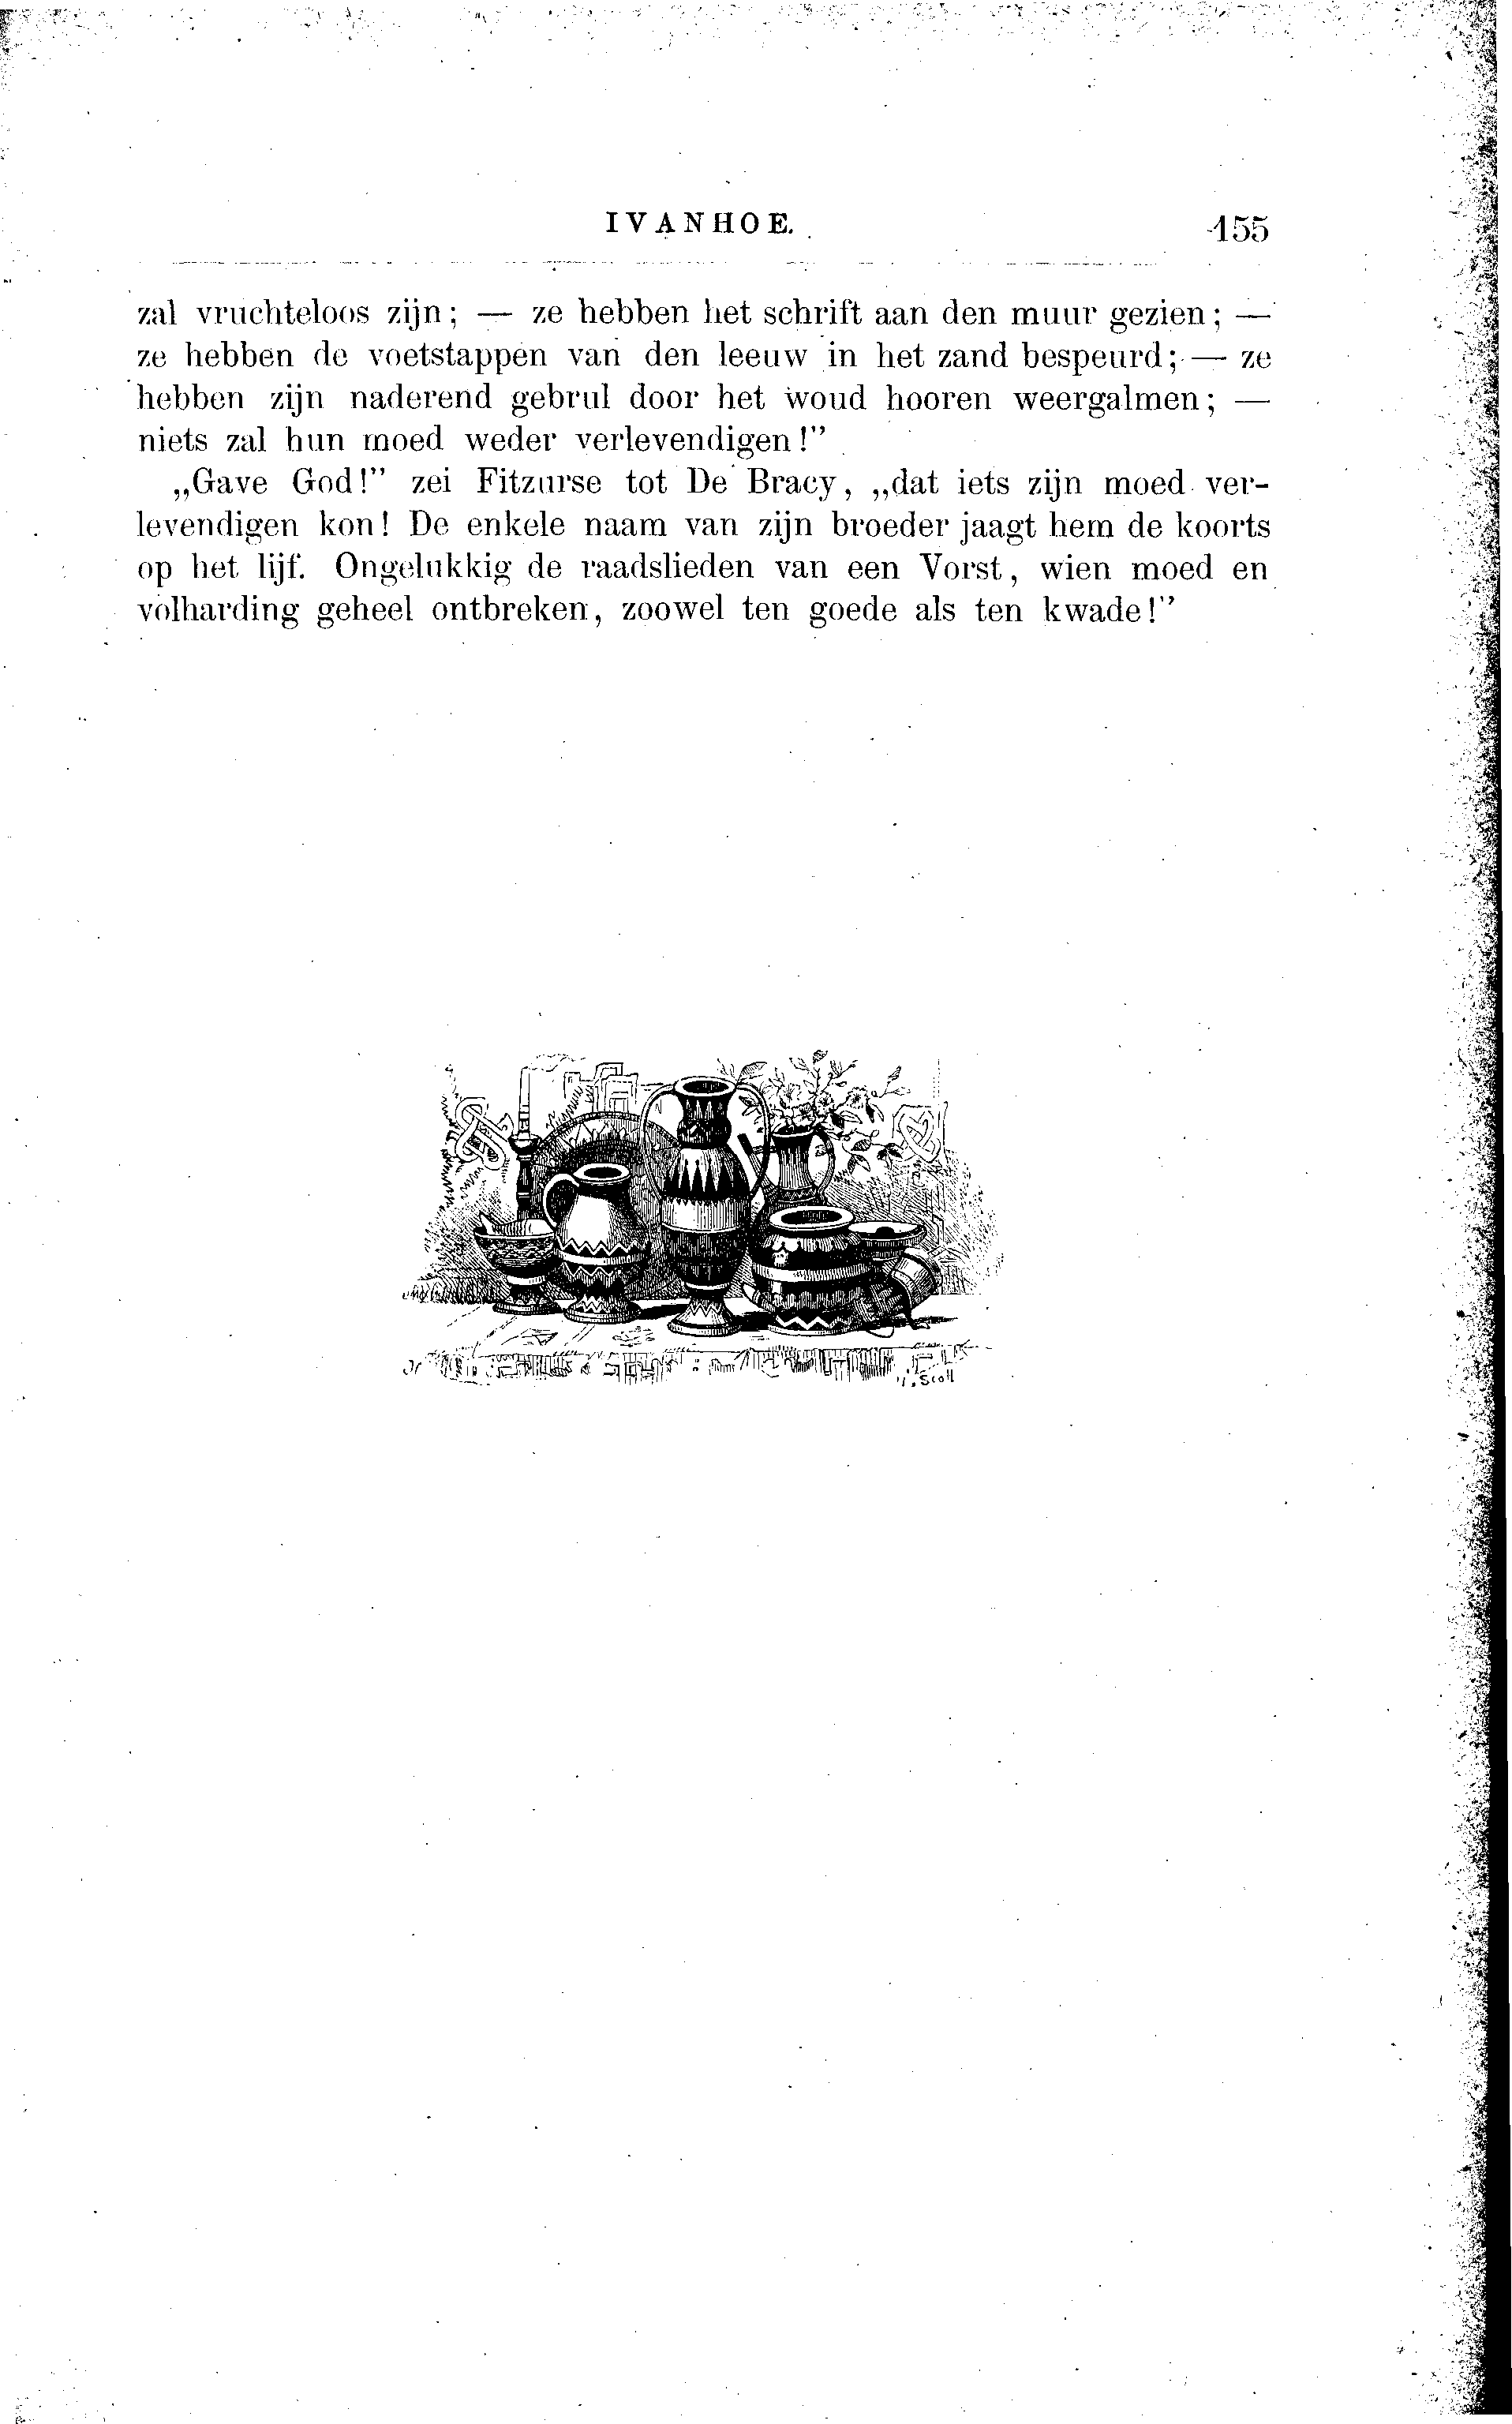 IVANHOE.
155
zal vruchteloos zijn; — ze hebben het schrift aan den muur gezien; —
ze hebben de voetstappen van den leeuw in het zand bespeurd; — ze
hebben zijn naderend gebrul door het woud hooren weergalmen; —
niets zal hun moed weder verlevendigen!”
„Gave God!” zei Fitzurse tot De Bracy, „dat iets zijn moed ver-
levendigen kon! De enkele naam van zijn broeder jaagt hem de koorts
op het lijf. Ongelukkig de raadslieden van een Vorst, wien moed en
volharding geheel ontbreken, zoowel ten goede als ten kwade!”